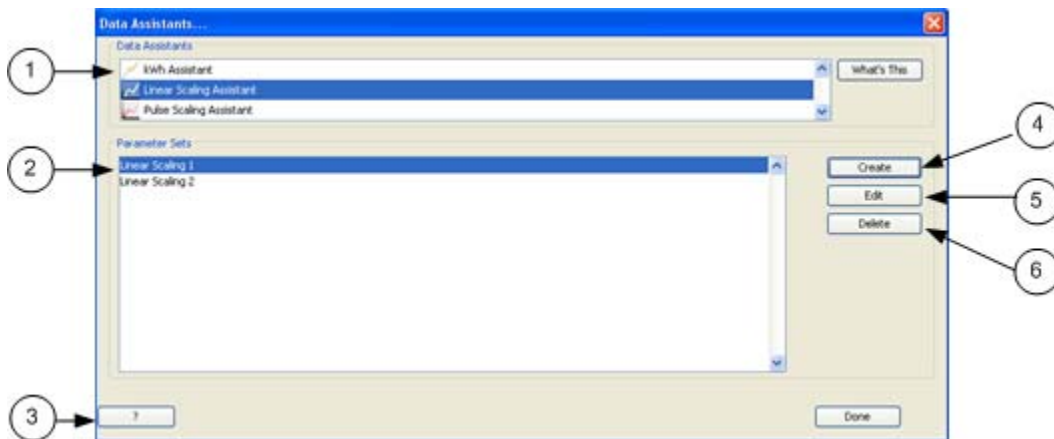 Data Assistants...
Data Assistants
1
kWh Assistant
What's This
Linear Scaling Assistant
Pulse Scaling Assistant
4
Parameter Sets
2
Linear Scaling 1
Create
Linear Scaling 2
Edit
5
Delete
6
3
?
Done